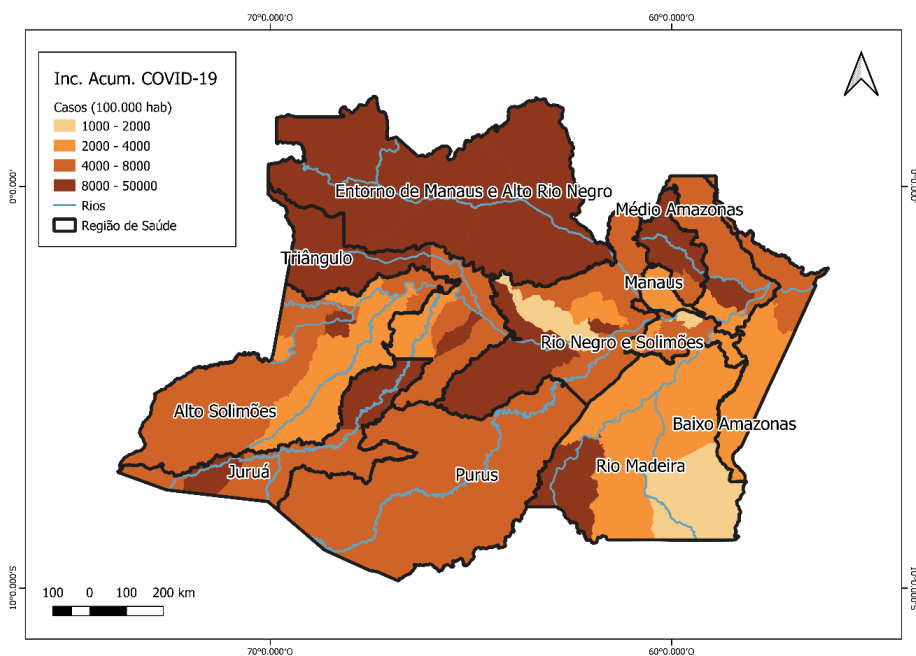 70°0.000'O
60°0.000'O
Inc. Acum. COVID-19
Casos (100.000 hab)
1000 - 2000
2000 - 4000
4000 - 8000
8000 - 50000
Rios
Região de Saúde
0°0.000'
0°0.000'
Entorno de Manaus e Alto Rio Negro
Médio Amazonas
Triângulo
Manaus
Rio Negro e Solimões
Alto Solimões
Baixo Amazonas
Juruá
Purus
Rio Madeira
100 0 100 200 km
10°0.000'S
10°0.000'S
70°0.000'O
60°0.000'O